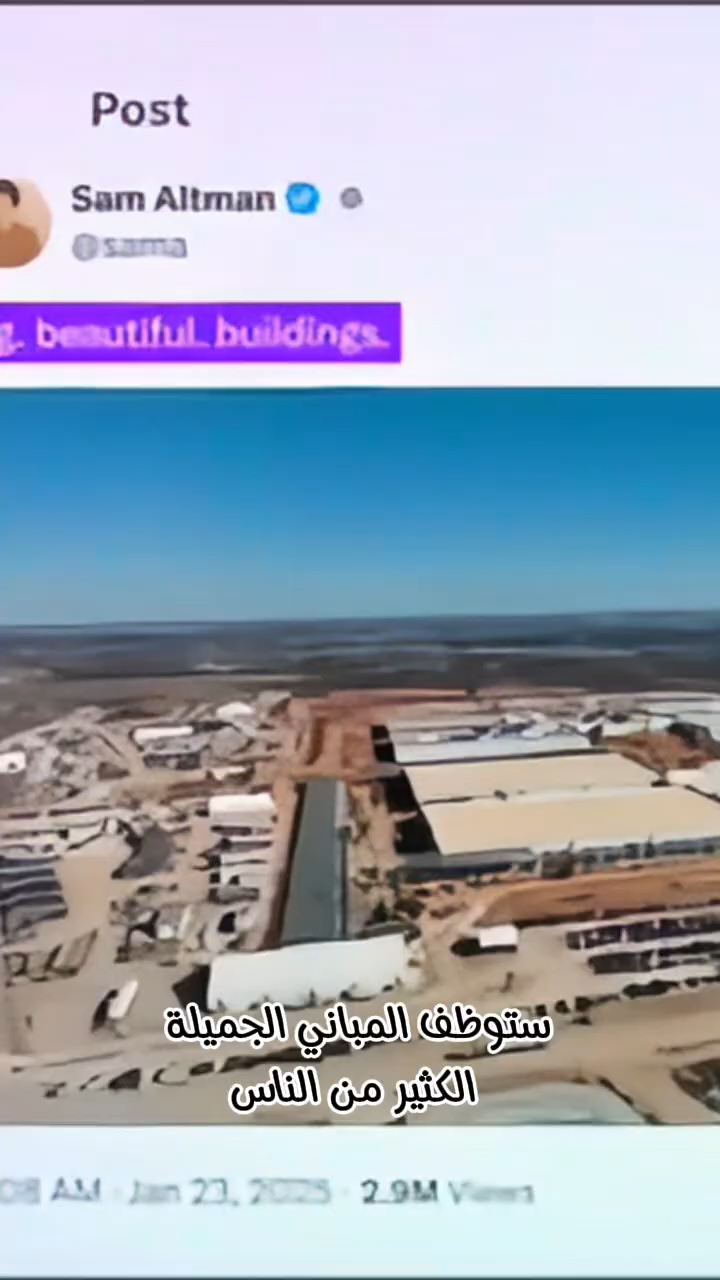 Post
Sam Altman
@sama
beautiful. buildings.
ستوظف المباني الجميلة
الكثير من الناس
AM · Jan 23, 2025 · 2.9M Views